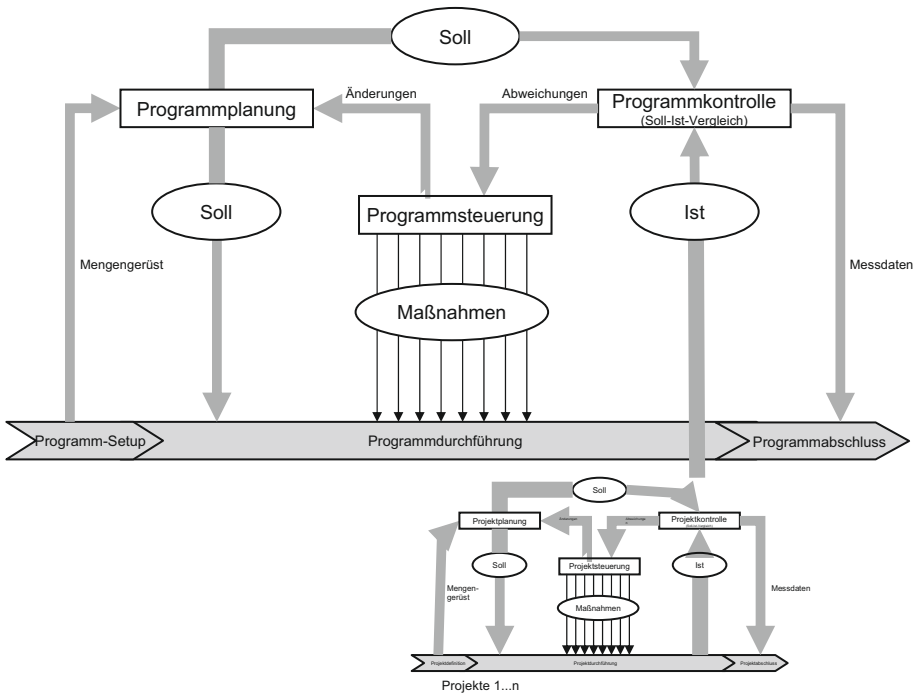 Soll
Änderungen
Abweichungen
Programmplanung
Programmkontrolle
(Soll-Ist-Vergleich)
Soll
Programmsteuerung
Ist
Mengengerüst
Messdaten
Maßnahmen
Programm-Setup
Programmdurchführung
Programmabschluss
Soll
Projektplanung
Projektkontrolle
Soll
Projektsteuerung
Ist
Mengen-
gerüst
Messdaten
Maßnahmen
Projektdefinition
Projektdurchführung
Projektabschluss
Projekte 1...n